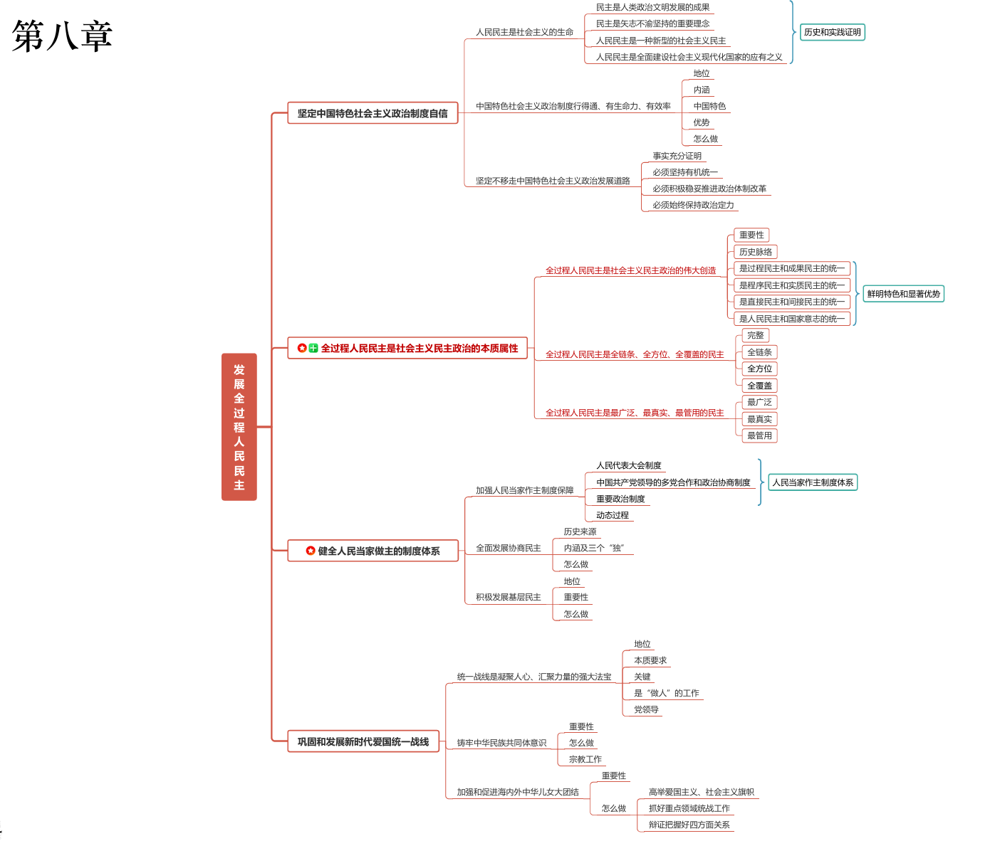 第八章
发展全过程人民民主
坚定中国特色社会主义政治制度自信
人民民主是社会主义的生命
民主是人类政治文明发展的成果
民主是矢志不渝坚持的重要理念
人民民主是一种新型的社会主义民主
人民民主是全面建设社会主义现代化国家的应有之义
历史和实践证明
中国特色社会主义政治制度行得通、有生命力、有效率
地位
内涵
中国特色
优势
怎么做
坚定不移走中国特色社会主义政治发展道路
事实充分证明
必须坚持有机统一
必须积极稳妥推进政治体制改革
必须始终保持政治定力
全过程人民民主是社会主义民主政治的本质属性
全过程人民民主是社会主义民主政治的伟大创造
重要性
历史脉络
是过程民主和成果民主的统一
是程序民主和实质民主的统一
是直接民主和间接民主的统一
是人民民主和国家意志的统一
鲜明特色和显著优势
全过程人民民主是全链条、全方位、全覆盖的民主
完整
全链条
全方位
全覆盖
全过程人民民主是最广泛、最真实、最管用的民主
最广泛
最真实
最管用
健全人民当家做主的制度体系
加强人民当家作主制度保障
人民代表大会制度
中国共产党领导的多党合作和政治协商制度
重要政治制度
动态过程
人民当家作主制度体系
全面发展协商民主
历史来源
内涵及三个“独”
怎么做
积极发展基层民主
地位
重要性
怎么做
巩固和发展新时代爱国统一战线
统一战线是凝聚人心、汇聚力量的强大法宝
地位
本质要求
关键
是“做人”的工作
党领导
铸牢中华民族共同体意识
重要性
怎么做
宗教工作
加强和促进海内外中华儿女大团结
重要性
怎么做
高举爱国主义、社会主义旗帜
抓好重点领域统战工作
辩证把握好四方面关系